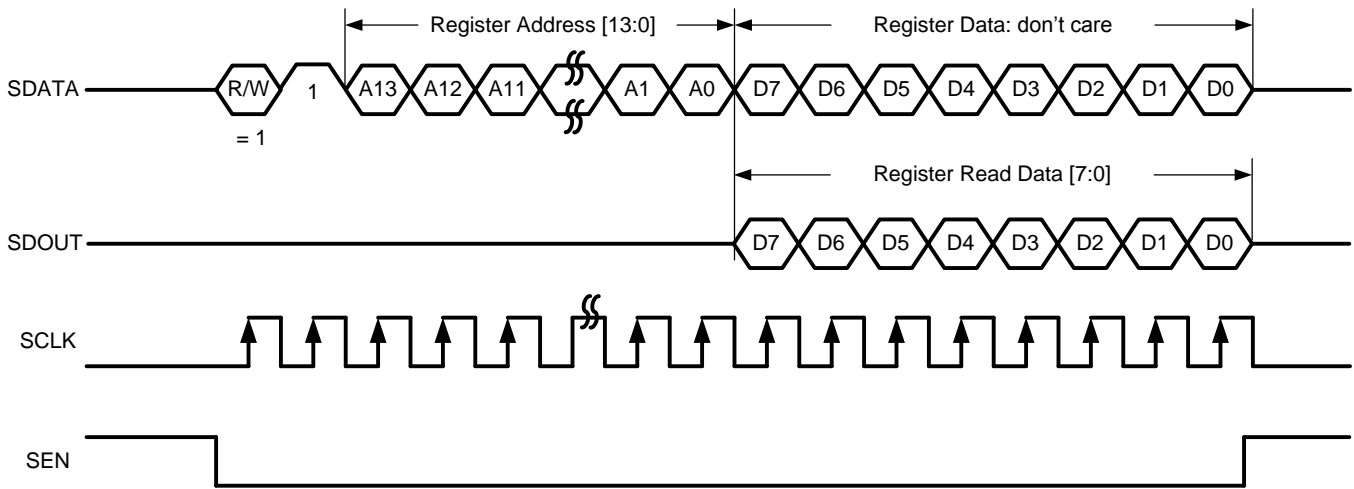 Register Address [13:0] Register Data: don't care
SDATA R/W 1 A13 A12 A11 A1 A0 D7 D6 D5 D4 D3 D2 D1 D0
= 1
Register Read Data [7:0]
SDOUT D7 D6 D5 D4 D3 D2 D1 D0
SCLK
SEN